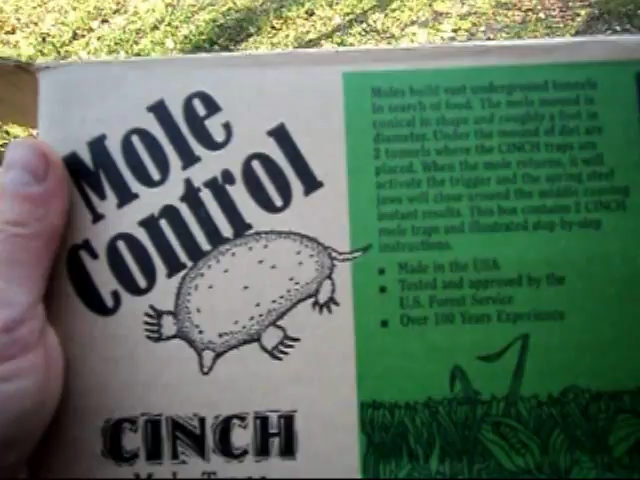 Mole
Control
CINCH
Mole Traps
Moles build vast underground tunnels
in search of food. The mole mound is
conical in shape and roughly a foot in
diameter. Under the mound of dirt are
2 tunnels where the CINCH traps are
placed. When the mole returns, it will
activate the trigger and the spring steel
jaws will close around the middle causing
instant results. This box contains 2 CINCH
mole traps and illustrated step-by-step
instructions.
■ Made in the USA
■ Tested and approved by the
U.S. Forest Service
■ Over 100 Years Experience